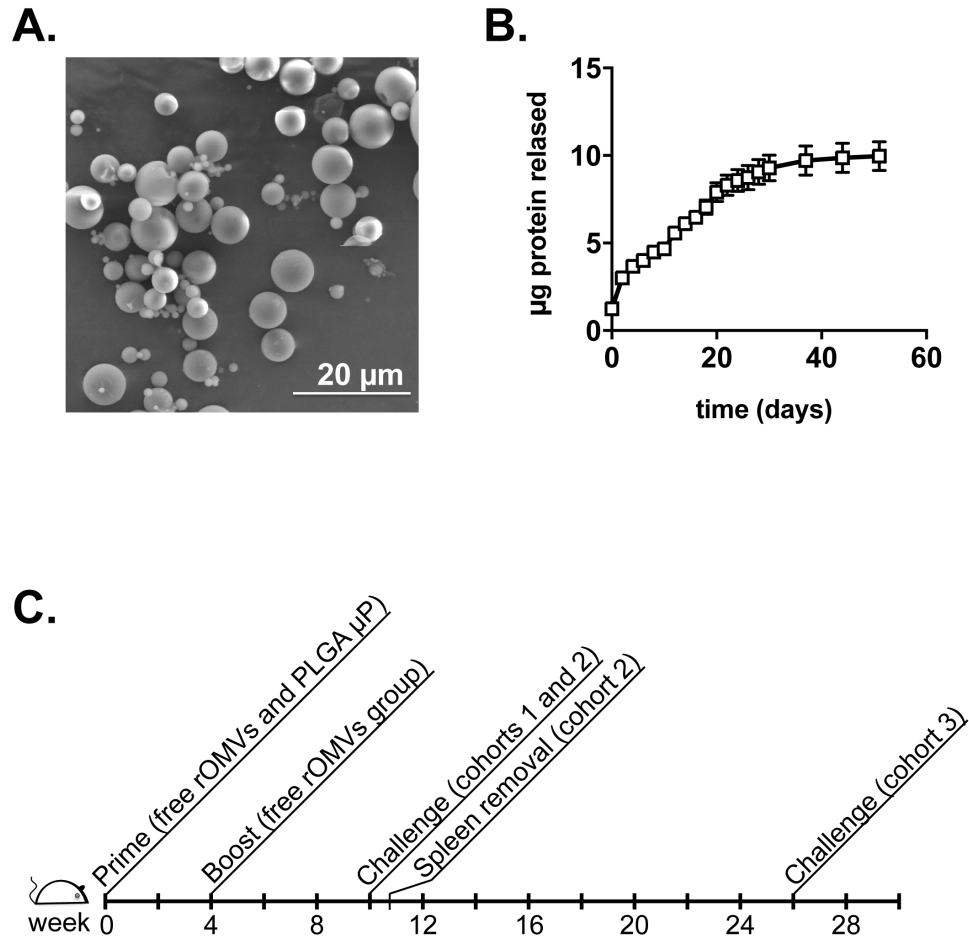 A.
20 µm
B.
µg protein relased
15
10
5
0
0 20 40 60
time (days)
C.
Prime (free rOMVs and PLGA µP)
Boost (free rOMVs group)
Challenge (cohorts 1 and 2)
Spleen removal (cohort 2)
Challenge (cohort 3)
week 0 4 8 12 16 20 24 28